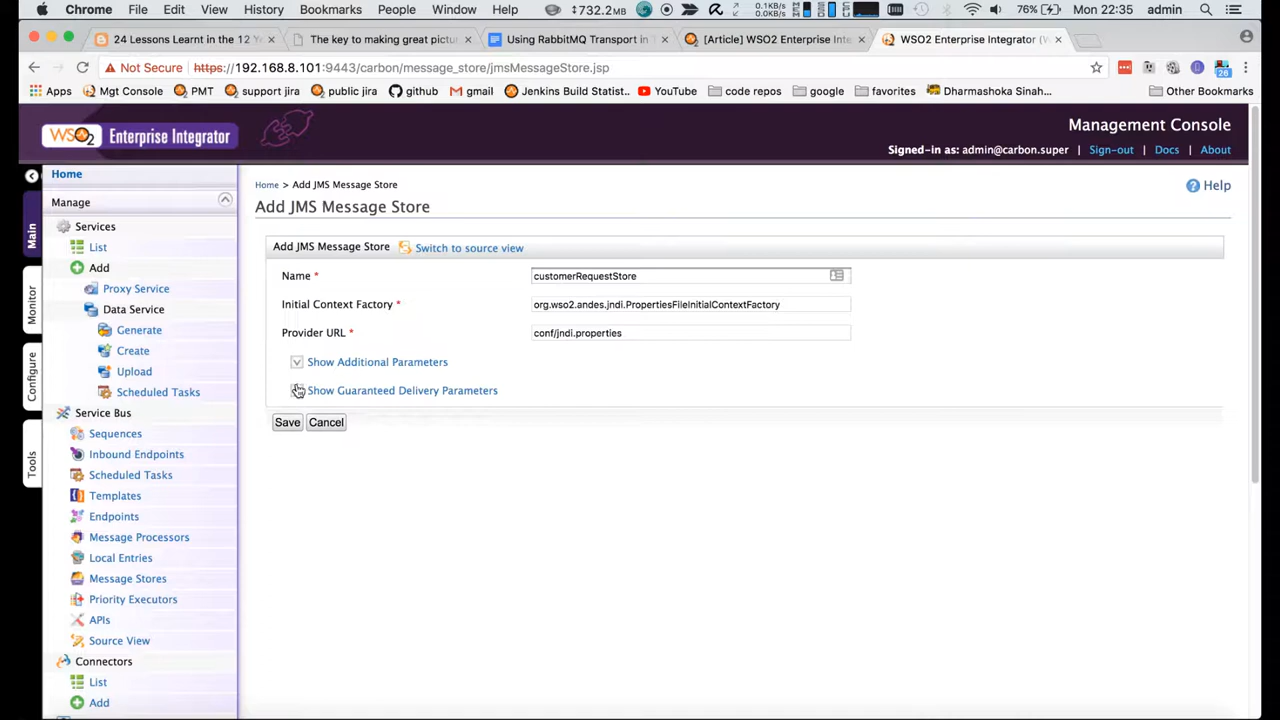 Chrome File Edit View History Bookmarks People Window Help 732.2MB 0.1KB/s 0.0KB/s 76% Mon 22:35 admin
24 Lessons Learnt in the 12 Ye × The key to making great pictu × Using RabbitMQ Transport in × [Article] WSO2 Enterprise Inte × WSO2 Enterprise Integrator (W ×
Not Secure https://192.168.8.101:9443/carbon/message_store/jmsMessageStore.jsp 26
Apps Mgt Console PMT support jira public jira github gmail Jenkins Build Statist.. YouTube code repos google favorites Dharmashoka Sinah... Other Bookmarks
WSO2 Enterprise Integrator
Management Console
Signed-in as: admin@carbon.super | Sign-out | Docs | About
Main
Monitor
Configure
Tools
Home
Manage
Services
List
Add
Proxy Service
Data Service
Generate
Create
Upload
Scheduled Tasks
Service Bus
Sequences
Inbound Endpoints
Scheduled Tasks
Templates
Endpoints
Message Processors
Local Entries
Message Stores
Priority Executors
APIs
Source View
Connectors
List
Add
Home > Add JMS Message Store
Help
Add JMS Message Store
Add JMS Message Store Switch to source view
Name * customerRequestStore
Initial Context Factory * org.wso2.andes.jndi.PropertiesFileInitialContextFactory
Provider URL * conf/jndi.properties
Show Additional Parameters
Show Guaranteed Delivery Parameters
Save Cancel